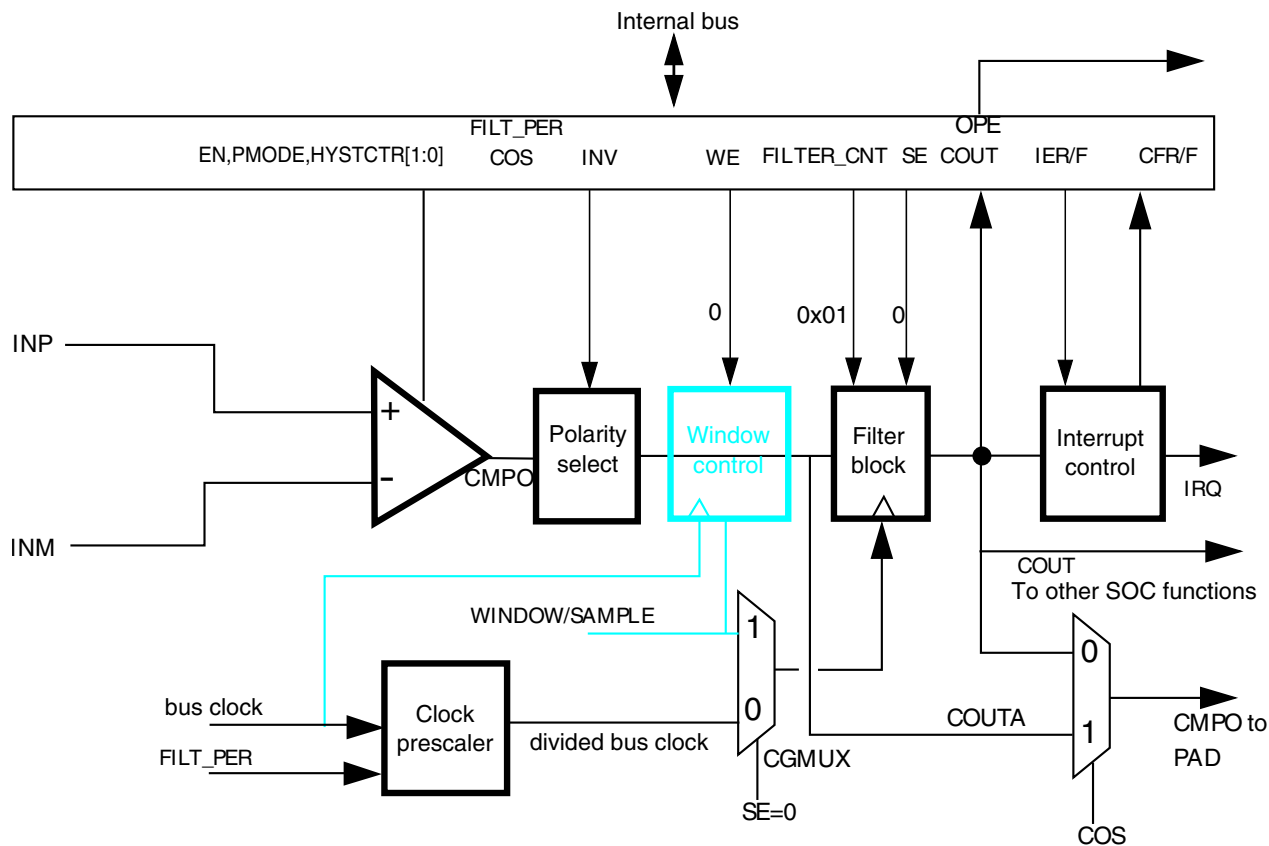 Internal bus
FILT_PER
OPE
EN,PMODE,HYSTCTR[1:0]
COS
INV
WE
FILTER_CNT
SE
COUT
IER/F
CFR/F
0
0x01
0
INP
+
-
CMPO
Polarity
select
Window
control
Filter
block
Interrupt
control
IRQ
INM
COUT
To other SOC functions
WINDOW/SAMPLE
1
0
bus clock
FILT_PER
Clock
prescaler
divided bus clock
CGMUX
SE=0
COUTA
0
1
CMPO to
PAD
COS